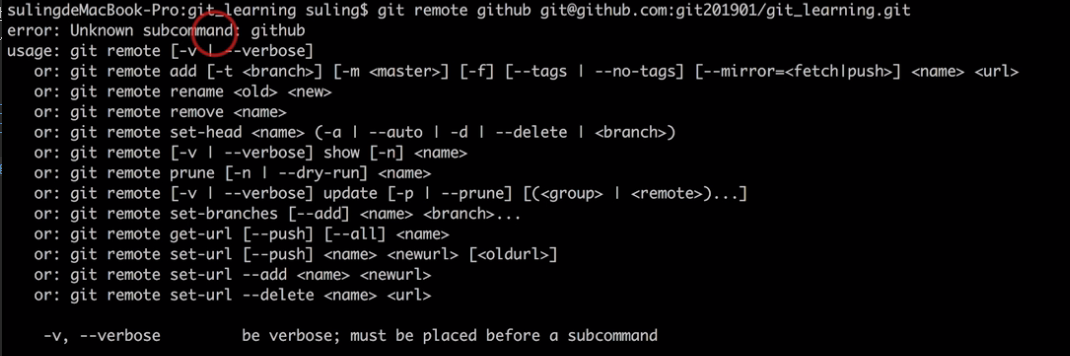 sulingdeMacBook-Pro:git_learning suling$ git remote github git@github.com:git201901/git_learning.git
error: Unknown subcommand: github
usage: git remote [-v | --verbose]
   or: git remote add [-t <branch>] [-m <master>] [-f] [--tags | --no-tags] [--mirror=<fetch|push>] <name> <url>
   or: git remote rename <old> <new>
   or: git remote remove <name>
   or: git remote set-head <name> (-a | --auto | -d | --delete | <branch>)
   or: git remote [-v | --verbose] show [-n] <name>
   or: git remote prune [-n | --dry-run] <name>
   or: git remote [-v | --verbose] update [-p | --prune] [(<group> | <remote>)...]
   or: git remote set-branches [--add] <name> <branch>...
   or: git remote get-url [--push] [--all] <name>
   or: git remote set-url [--push] <name> <newurl> [<oldurl>]
   or: git remote set-url --add <name> <newurl>
   or: git remote set-url --delete <name> <url>
    -v, --verbose         be verbose; must be placed before a subcommand